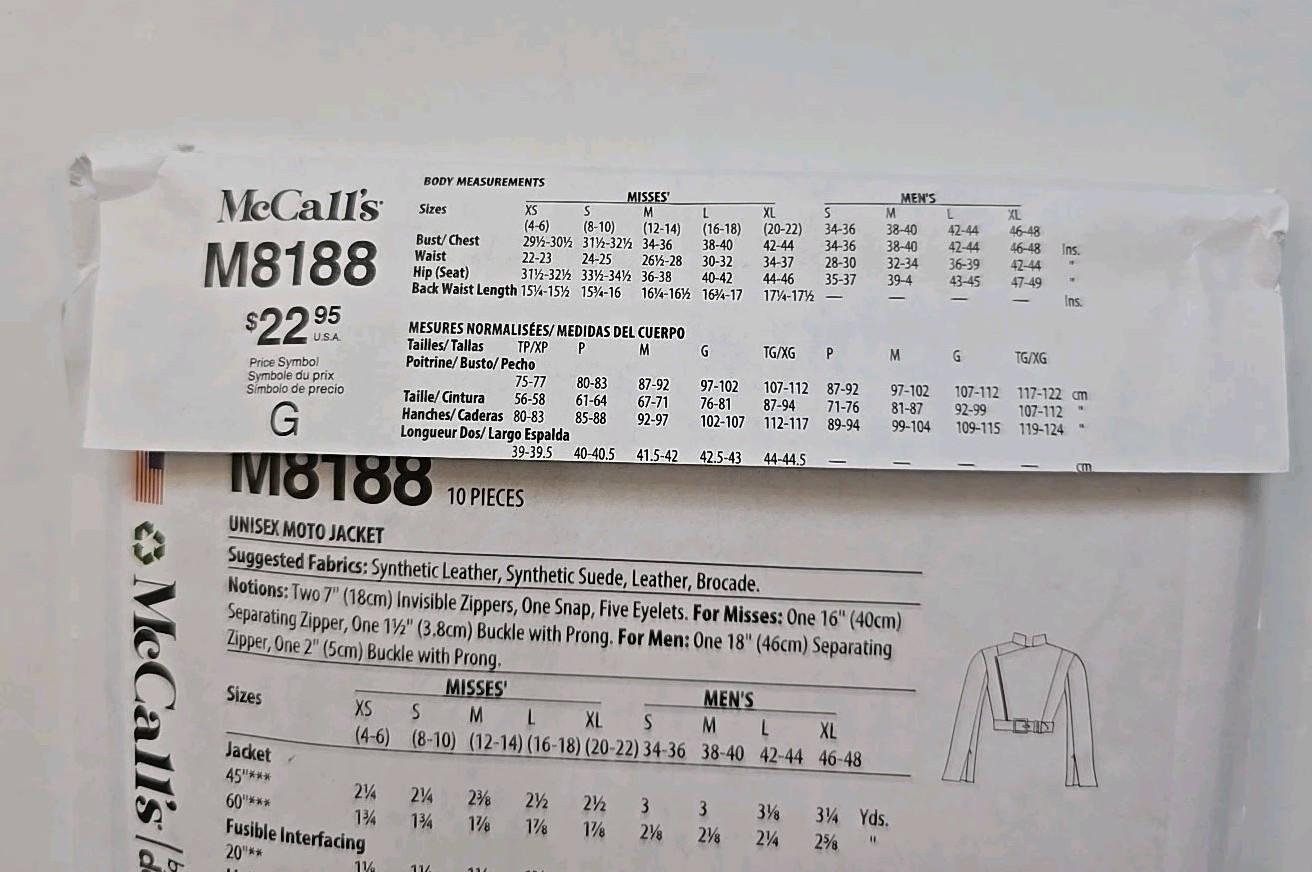 McCall's
M8188
$22 95
U.S.A.
Price Symbol
Symbole du prix
Símbolo de precio
G
BODY MEASUREMENTS
MISSES' MEN'S
Sizes XS S M L XL S M L XL
(4-6) (8-10) (12-14) (16-18) (20-22) 34-36 38-40 42-44 46-48
Bust/ Chest 29½-30½ 31½-32½ 34-36 38-40 42-44 34-36 38-40 42-44 46-48 Ins.
Waist 22-23 24-25 26½-28 30-32 34-37 28-30 32-34 36-39 42-44 "
Hip (Seat) 31½-32½ 33½-34½ 36-38 40-42 44-46 35-37 39-4 43-45 47-49 "
Back Waist Length 15¼-15½ 15¾-16 16¼-16½ 16¾-17 17¼-17½ — — — — Ins.
MESURES NORMALISÉES/ MEDIDAS DEL CUERPO
Tailles/ Tallas TP/XP P M G TG/XG P M G TG/XG
Poitrine/ Busto/ Pecho
75-77 80-83 87-92 97-102 107-112 87-92 97-102 107-112 117-122 cm
Taille/ Cintura 56-58 61-64 67-71 76-81 87-94 71-76 81-87 92-99 107-112 "
Hanches/ Caderas 80-83 85-88 92-97 102-107 112-117 89-94 99-104 109-115 119-124 "
Longueur Dos/ Largo Espalda
39-39.5 40-40.5 41.5-42 42.5-43 44-44.5 — — — — cm
M8188 10 PIECES
UNISEX MOTO JACKET
Suggested Fabrics: Synthetic Leather, Synthetic Suede, Leather, Brocade.
Notions: Two 7" (18cm) Invisible Zippers, One Snap, Five Eyelets. For Misses: One 16" (40cm)
Separating Zipper, One 1½" (3.8cm) Buckle with Prong. For Men: One 18" (46cm) Separating
Zipper, One 2" (5cm) Buckle with Prong.
MISSES' MEN'S
Sizes XS S M L XL S M L XL
(4-6) (8-10) (12-14) (16-18) (20-22) 34-36 38-40 42-44 46-48
Jacket
45"*** 2¼ 2¼ 2⅜ 2½ 2½ 3 3 3⅛ 3¼ Yds.
60"*** 1¾ 1¾ 1⅞ 1⅞ 1⅞ 2⅛ 2⅛ 2¼ 2⅝ "
Fusible Interfacing
20"**
McCall's